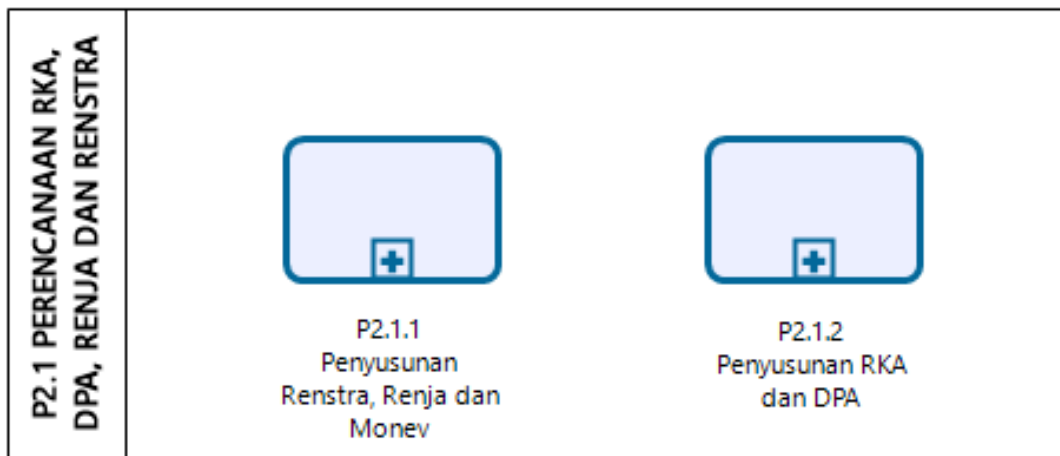 P2.1 PERENCANAAN RKA,
DPA, RENJA DAN RENSTRA
P2.1.1
Penyusunan
Renstra, Renja dan
Monev
P2.1.2
Penyusunan RKA
dan DPA